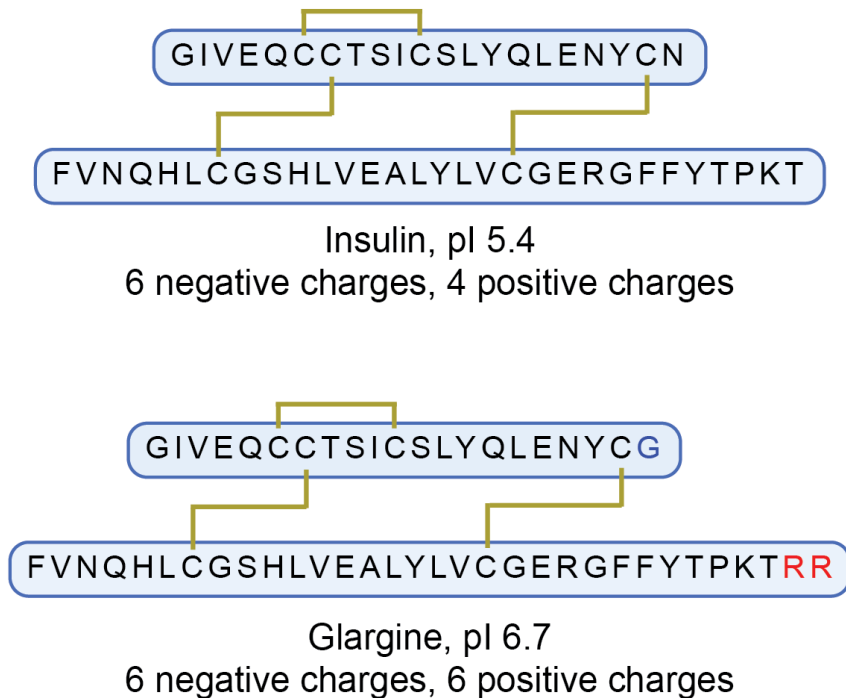 GIVEQCCTSICSLYQLENYCN
FVNQHLCGSHLVEALYLVCGERGFFYTPKT
Insulin, pI 5.4
6 negative charges, 4 positive charges
GIVEQCCTSICSLYQLENYCG
FVNQHLCGSHLVEALYLVCGERGFFYTPKTRR
Glargine, pI 6.7
6 negative charges, 6 positive charges